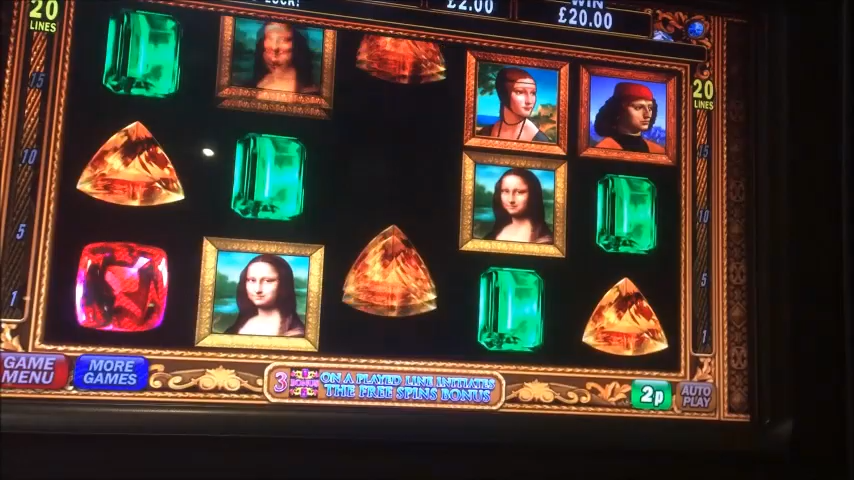 20
LINES
£2.00
WIN
£20.00
20
LINES
15
10
5
1
15
10
5
1
GAME
MENU
MORE
GAMES
3 BONUS ON A PLAYED LINE INITIATES
THE FREE SPINS BONUS
2p
AUTO
PLAY